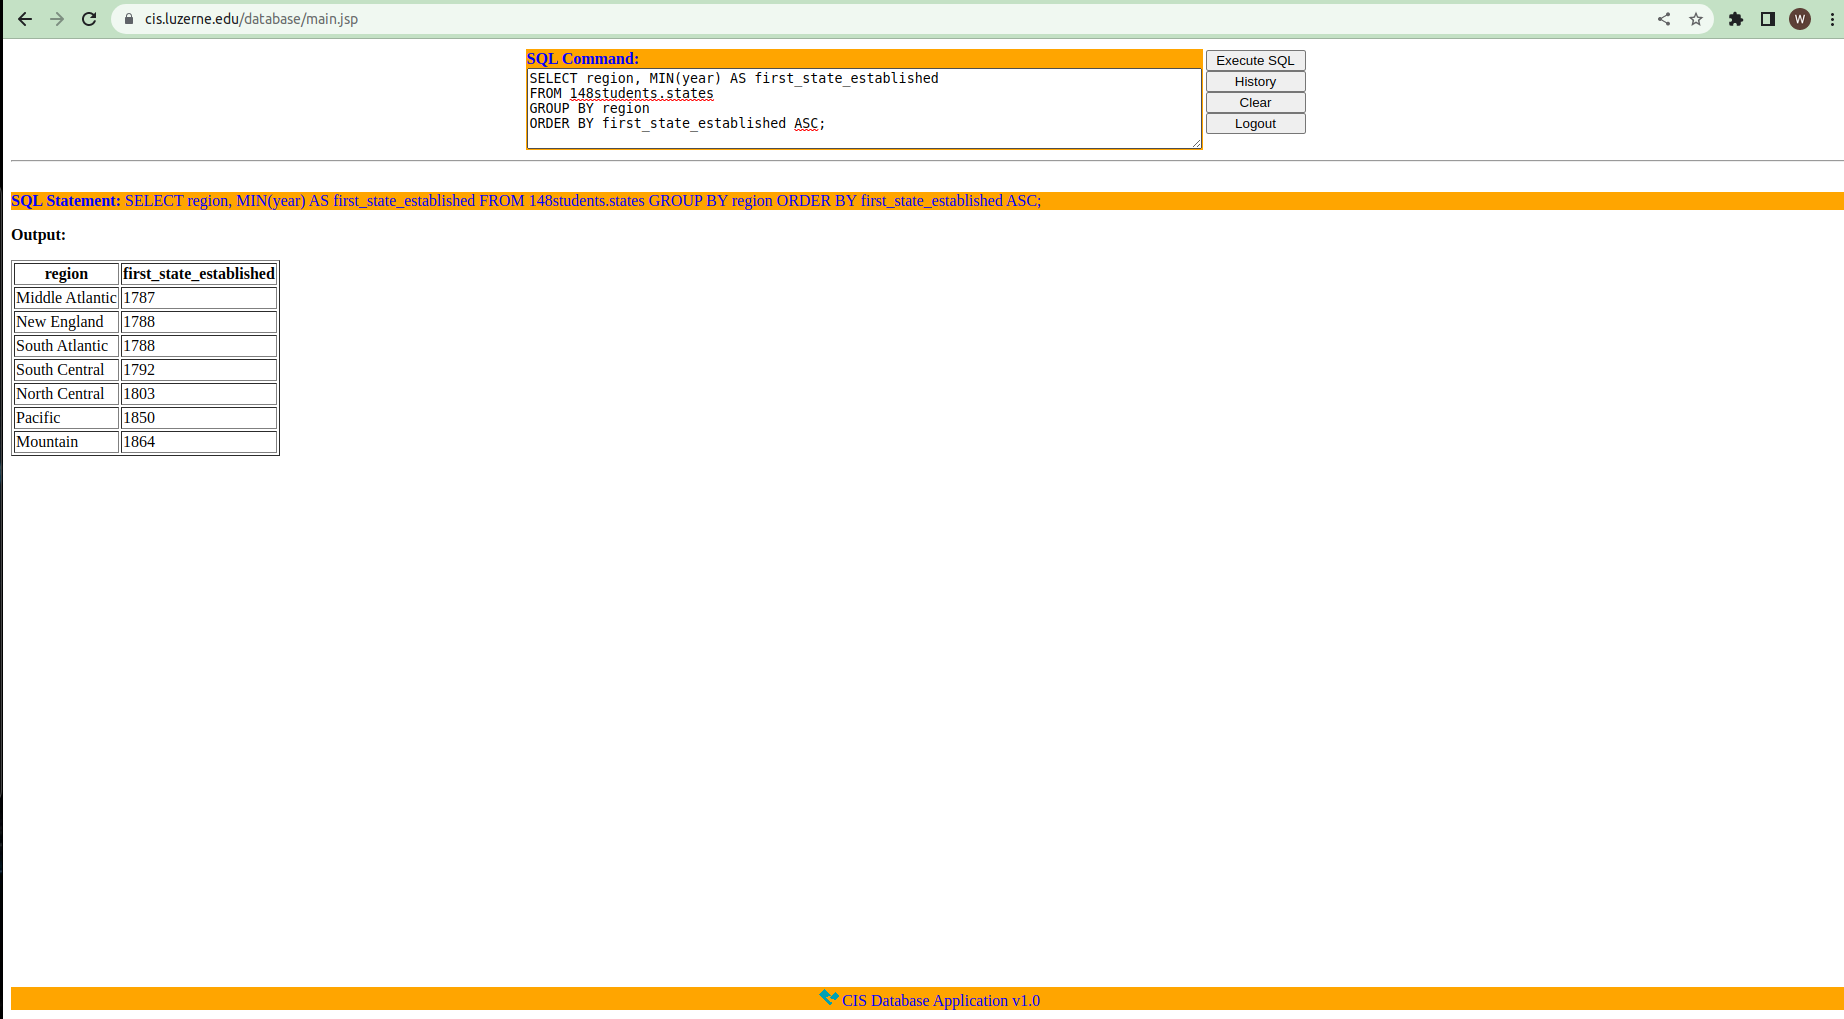 cis.luzerne.edu/database/main.jsp
W
SQL Command:
SELECT region, MIN(year) AS first_state_established
FROM 148students.states
GROUP BY region
ORDER BY first_state_established ASC;
Execute SQL
History
Clear
Logout
SQL Statement: SELECT region, MIN(year) AS first_state_established FROM 148students.states GROUP BY region ORDER BY first_state_established ASC;
Output:
region first_state_established
Middle Atlantic 1787
New England 1788
South Atlantic 1788
South Central 1792
North Central 1803
Pacific 1850
Mountain 1864
CIS Database Application v1.0